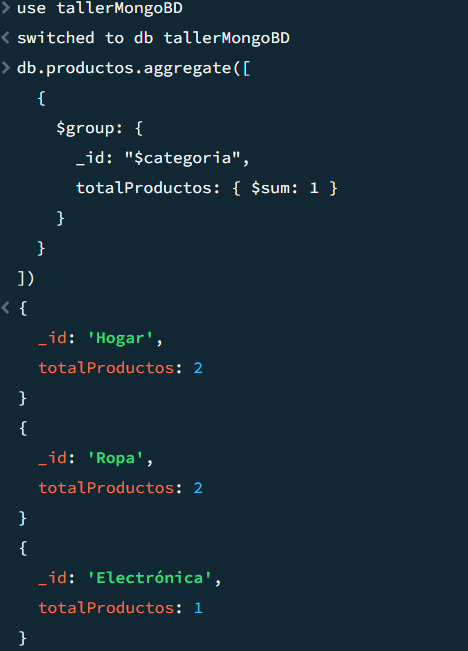 > use tallerMongoBD
< switched to db tallerMongoBD
> db.productos.aggregate([
{
$group: {
_id: "$categoria",
totalProductos: { $sum: 1 }
}
}
])
< {
_id: 'Hogar',
totalProductos: 2
}
{
_id: 'Ropa',
totalProductos: 2
}
{
_id: 'Electrónica',
totalProductos: 1
}